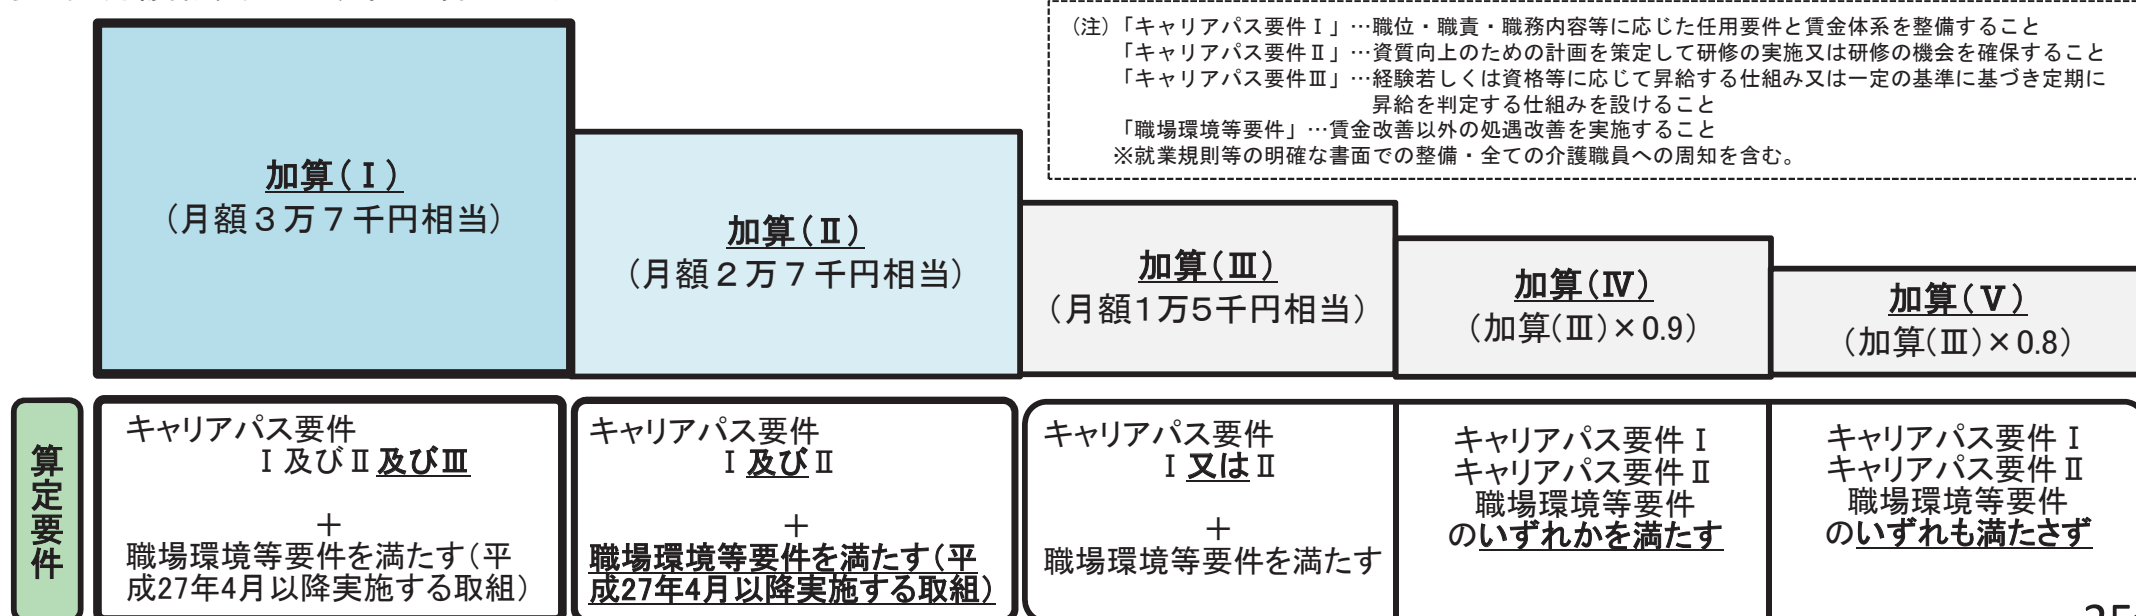 (注)「キャリアパス要件Ⅰ」…職位・職責・職務内容等に応じた任用要件と賃金体系を整備すること
「キャリアパス要件Ⅱ」…資質向上のための計画を策定して研修の実施又は研修の機会を確保すること
「キャリアパス要件Ⅲ」…経験若しくは資格等に応じて昇給する仕組み又は一定の基準に基づき定期に
昇給を判定する仕組みを設けること
「職場環境等要件」…賃金改善以外の処遇改善を実施すること
※就業規則等の明確な書面での整備・全ての介護職員への周知を含む。
加算(Ⅰ)
(月額3万7千円相当)
加算(Ⅱ)
(月額2万7千円相当)
加算(Ⅲ)
(月額1万5千円相当)
加算(Ⅳ)
(加算(Ⅲ)×0.9)
加算(Ⅴ)
(加算(Ⅲ)×0.8)
算定要件
キャリアパス要件
Ⅰ及びⅡ及びⅢ
+
職場環境等要件を満たす(平
成27年4月以降実施する取組)
キャリアパス要件
Ⅰ及びⅡ
+
職場環境等要件を満たす(平
成27年4月以降実施する取組)
キャリアパス要件
Ⅰ又はⅡ
+
職場環境等要件を満たす
キャリアパス要件Ⅰ
キャリアパス要件Ⅱ
職場環境等要件
のいずれかを満たす
キャリアパス要件Ⅰ
キャリアパス要件Ⅱ
職場環境等要件
のいずれも満たさず